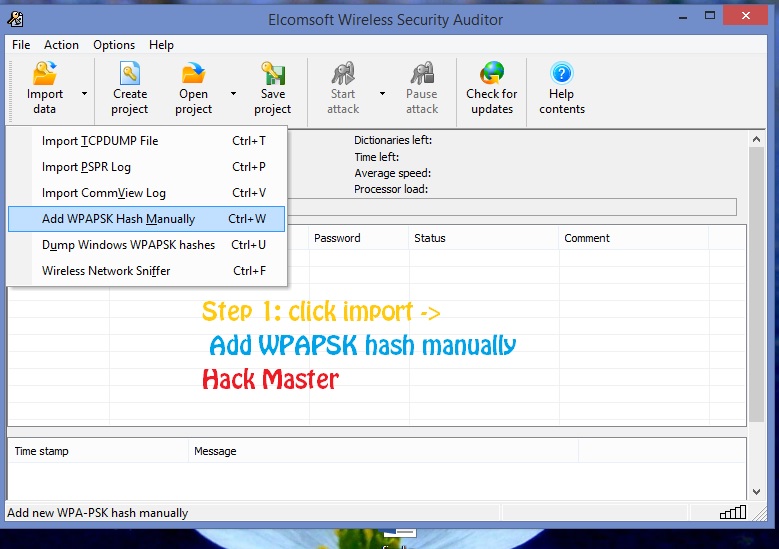 Elcomsoft Wireless Security Auditor
File Action Options Help
Import data
Create project
Open project
Save project
Start attack
Pause attack
Check for updates
Help contents
Import TCPDUMP File Ctrl+T
Import PSPR Log Ctrl+P
Import CommView Log Ctrl+V
Add WPAPSK Hash Manually Ctrl+W
Dump Windows WPAPSK hashes Ctrl+U
Wireless Network Sniffer Ctrl+F
Dictionaries left:
Time left:
Average speed:
Processor load:
Password Status Comment
Step 1: click import ->
Add WPAPSK hash manually
Hack Master
Time stamp Message
Add new WPA-PSK hash manually